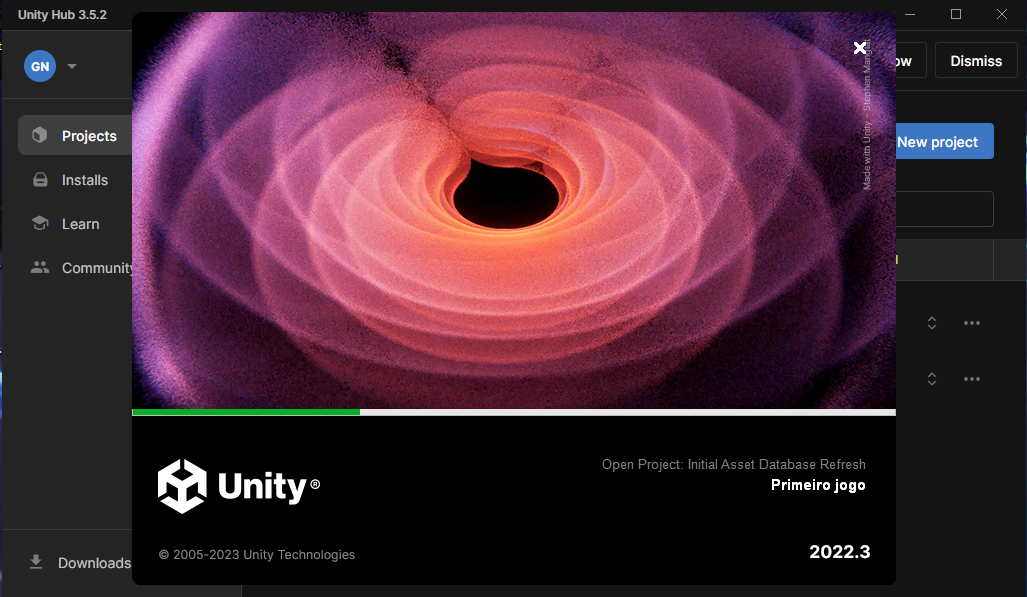 Unity Hub 3.5.2
GN
Dismiss
Projects
New project
Installs
Learn
Community
Made with Unity - Stephen Mangiat
Unity®
Open Project: Initial Asset Database Refresh
Primeiro jogo
© 2005-2023 Unity Technologies
2022.3
Downloads